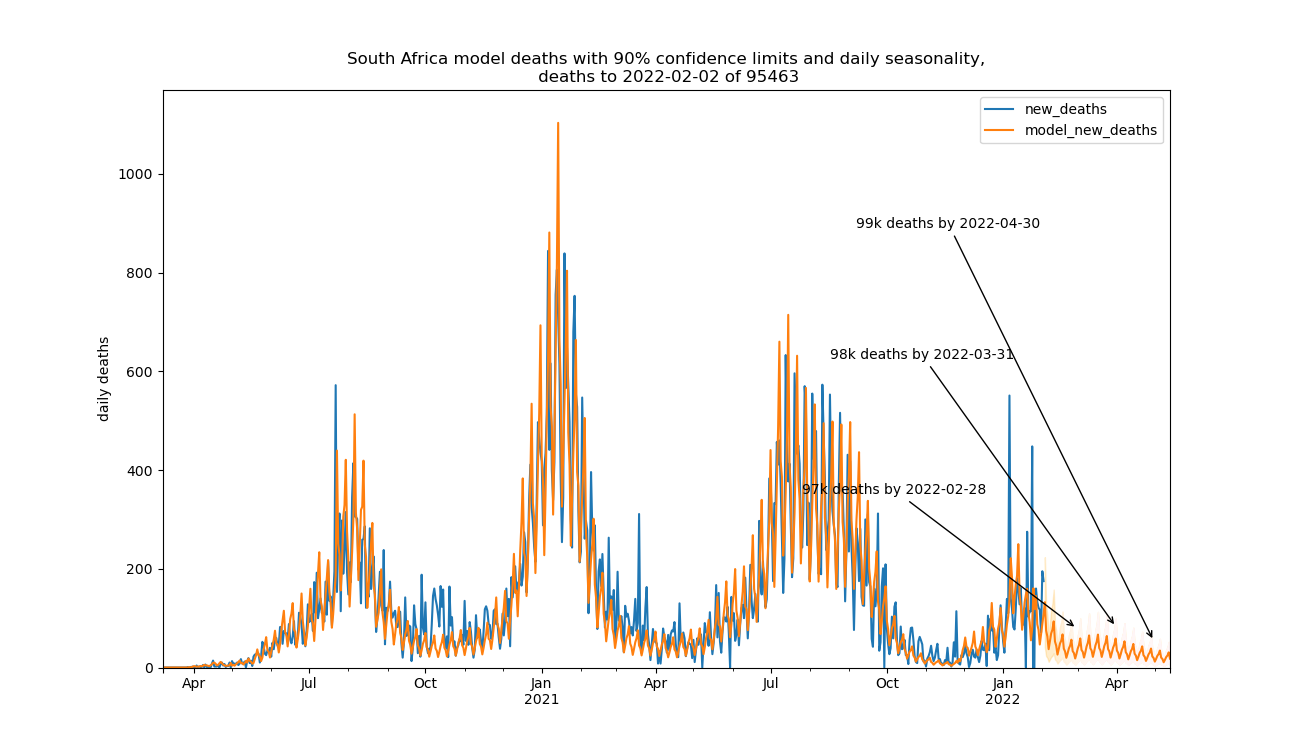 South Africa model deaths with 90% confidence limits and daily seasonality,
deaths to 2022-02-02 of 95463
new_deaths
model_new_deaths
1000
800
600
400
200
0
daily deaths
99k deaths by 2022-04-30
98k deaths by 2022-03-31
97k deaths by 2022-02-28
Apr
Jul
Oct
Jan
2021
Apr
Jul
Oct
Jan
2022
Apr